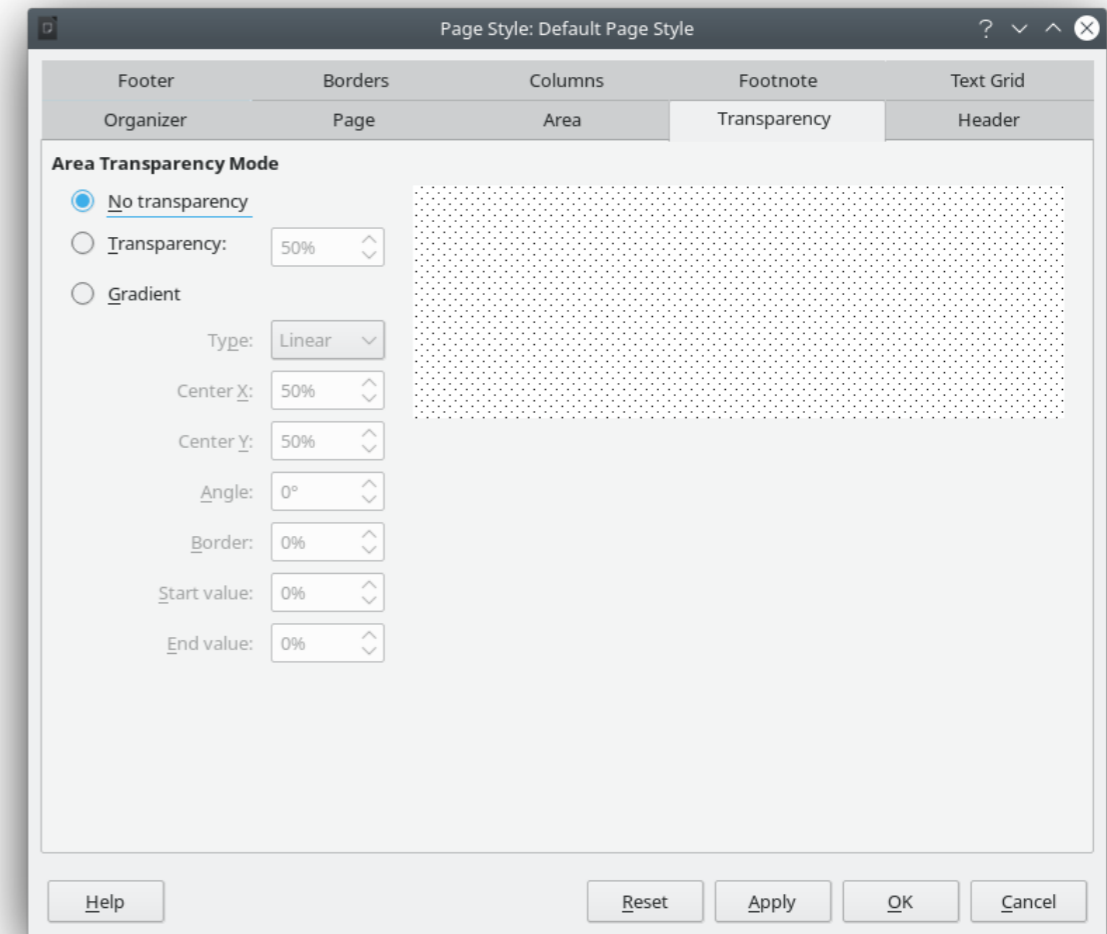 Page Style: Default Page Style
Footer Borders Columns Footnote Text Grid
Organizer Page Area Transparency Header
Area Transparency Mode
No transparency
Transparency: 50%
Gradient
Type: Linear
Center X: 50%
Center Y: 50%
Angle: 0°
Border: 0%
Start value: 0%
End value: 0%
Help Reset Apply OK Cancel